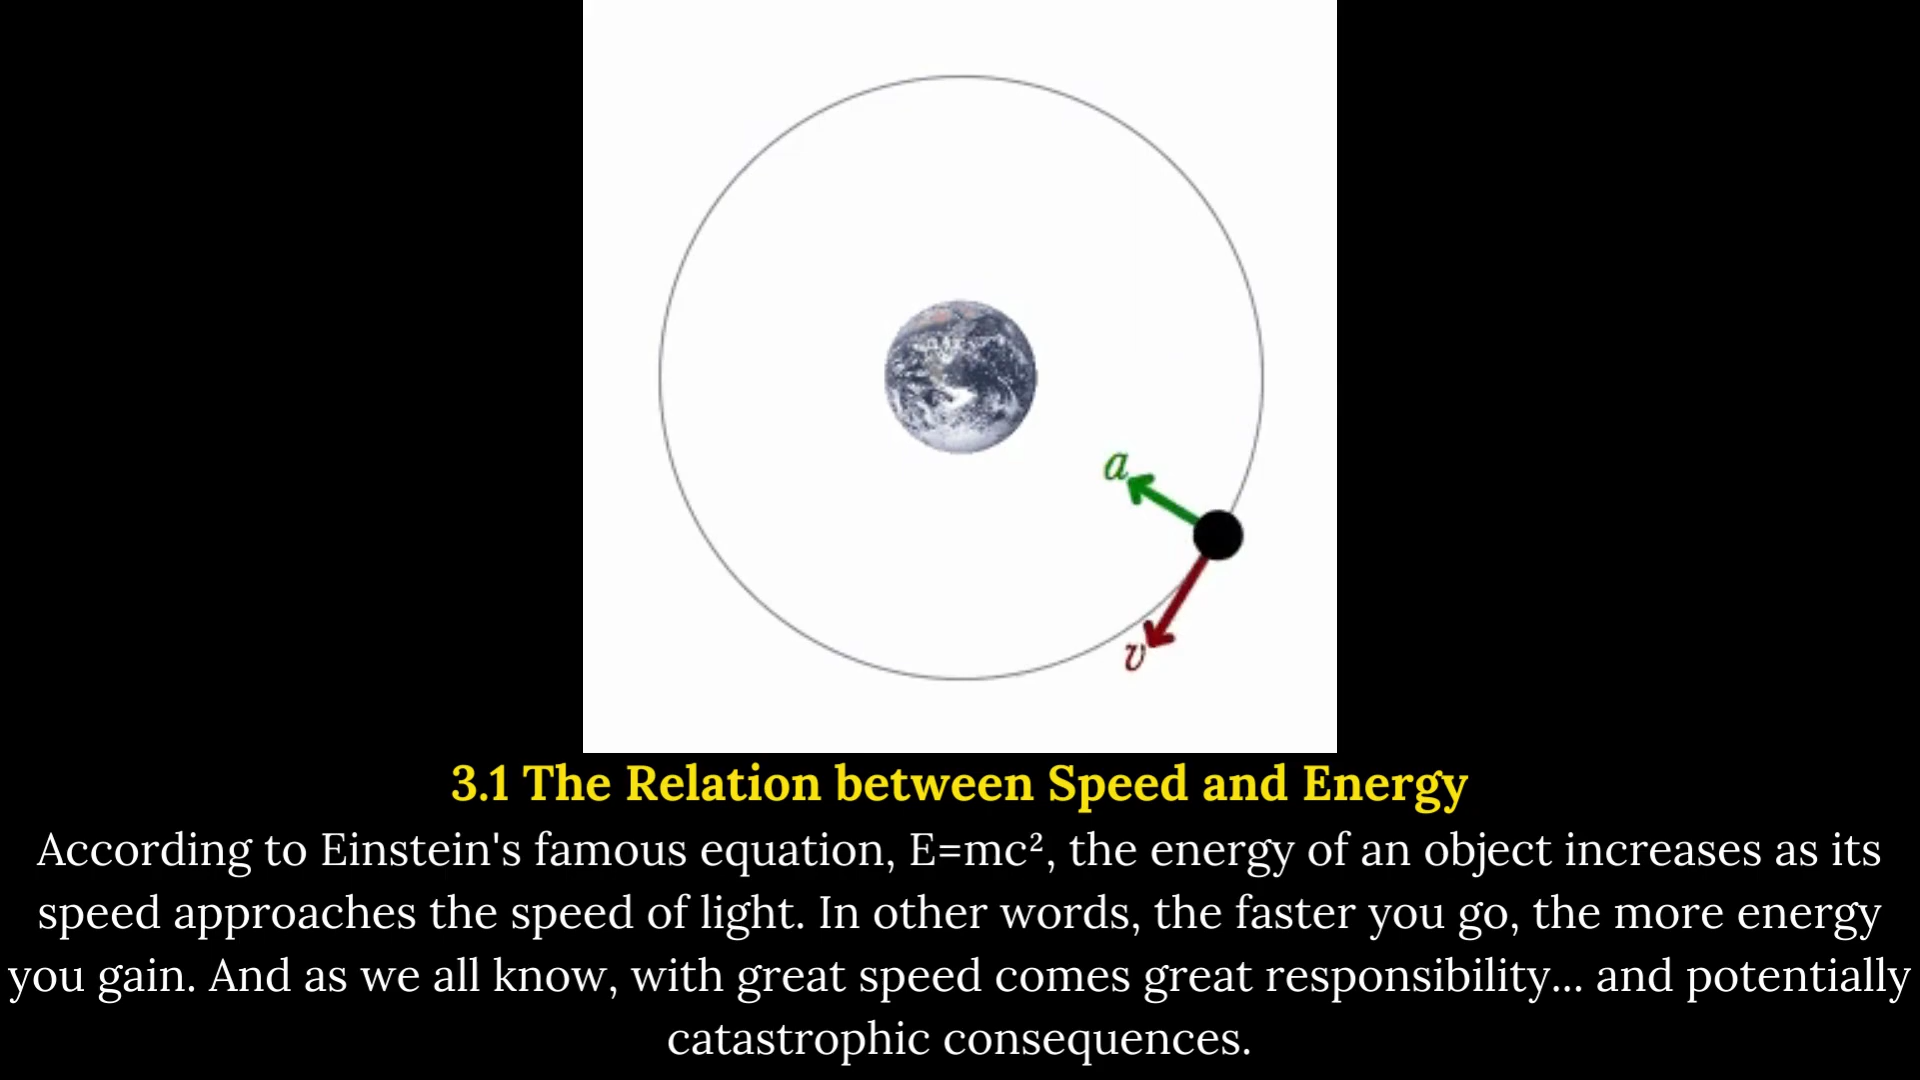 a
v
3.1 The Relation between Speed and Energy
According to Einstein's famous equation, E=mc², the energy of an object increases as its
speed approaches the speed of light. In other words, the faster you go, the more energy
you gain. And as we all know, with great speed comes great responsibility... and potentially
catastrophic consequences.